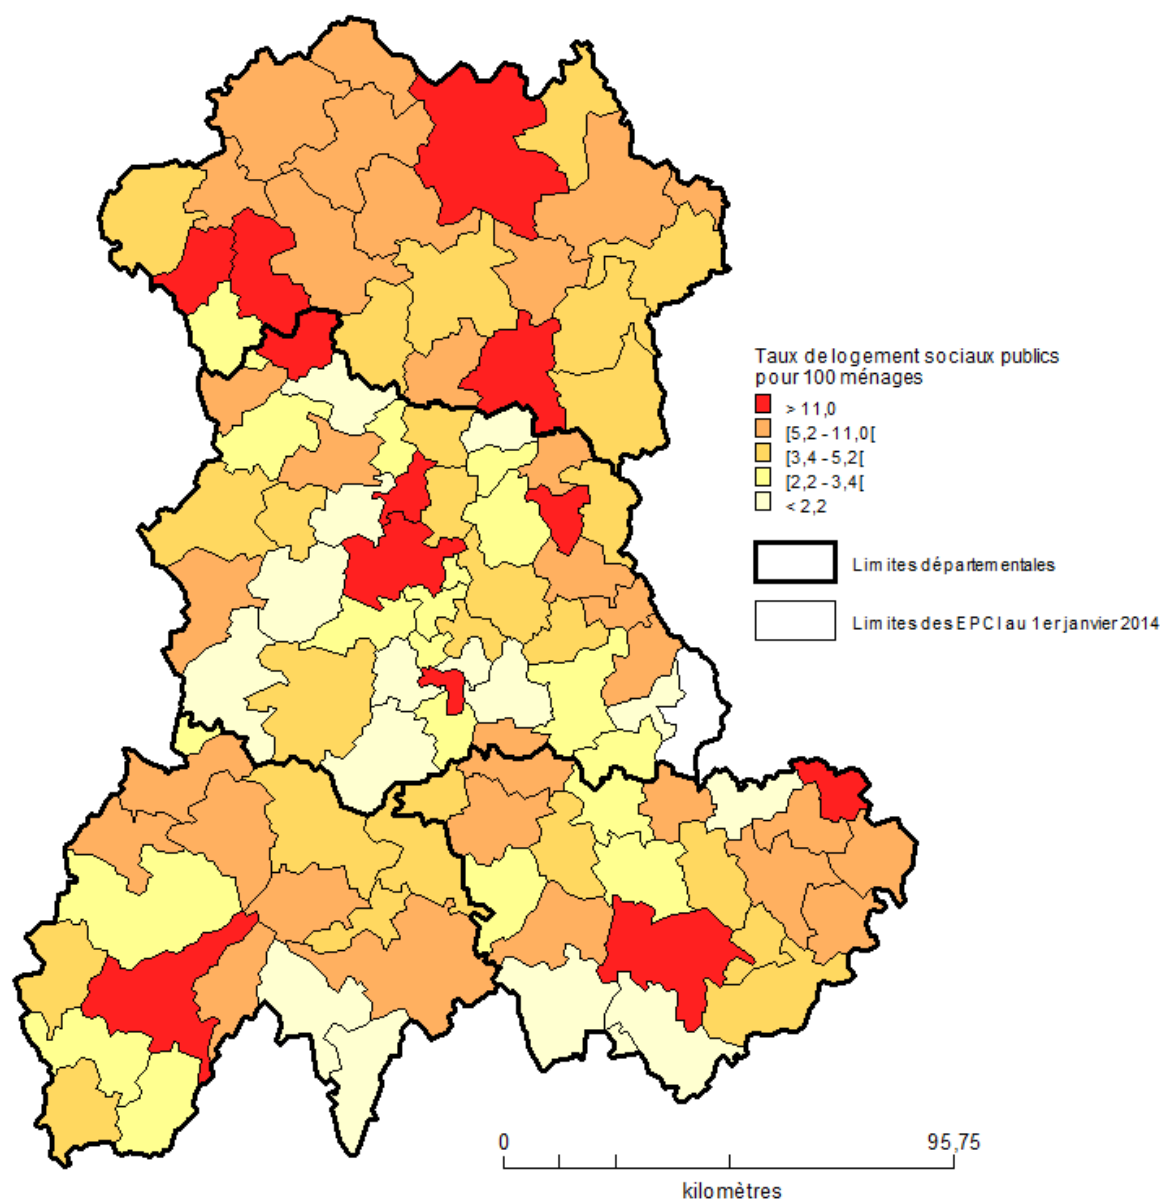 Taux de logement sociaux publics
pour 100 ménages
> 11,0
[5,2 - 11,0[
[3,4 - 5,2[
[2,2 - 3,4[
< 2,2
Limites départementales
Limites des EPCI au 1er janvier 2014
0 95,75
kilomètres